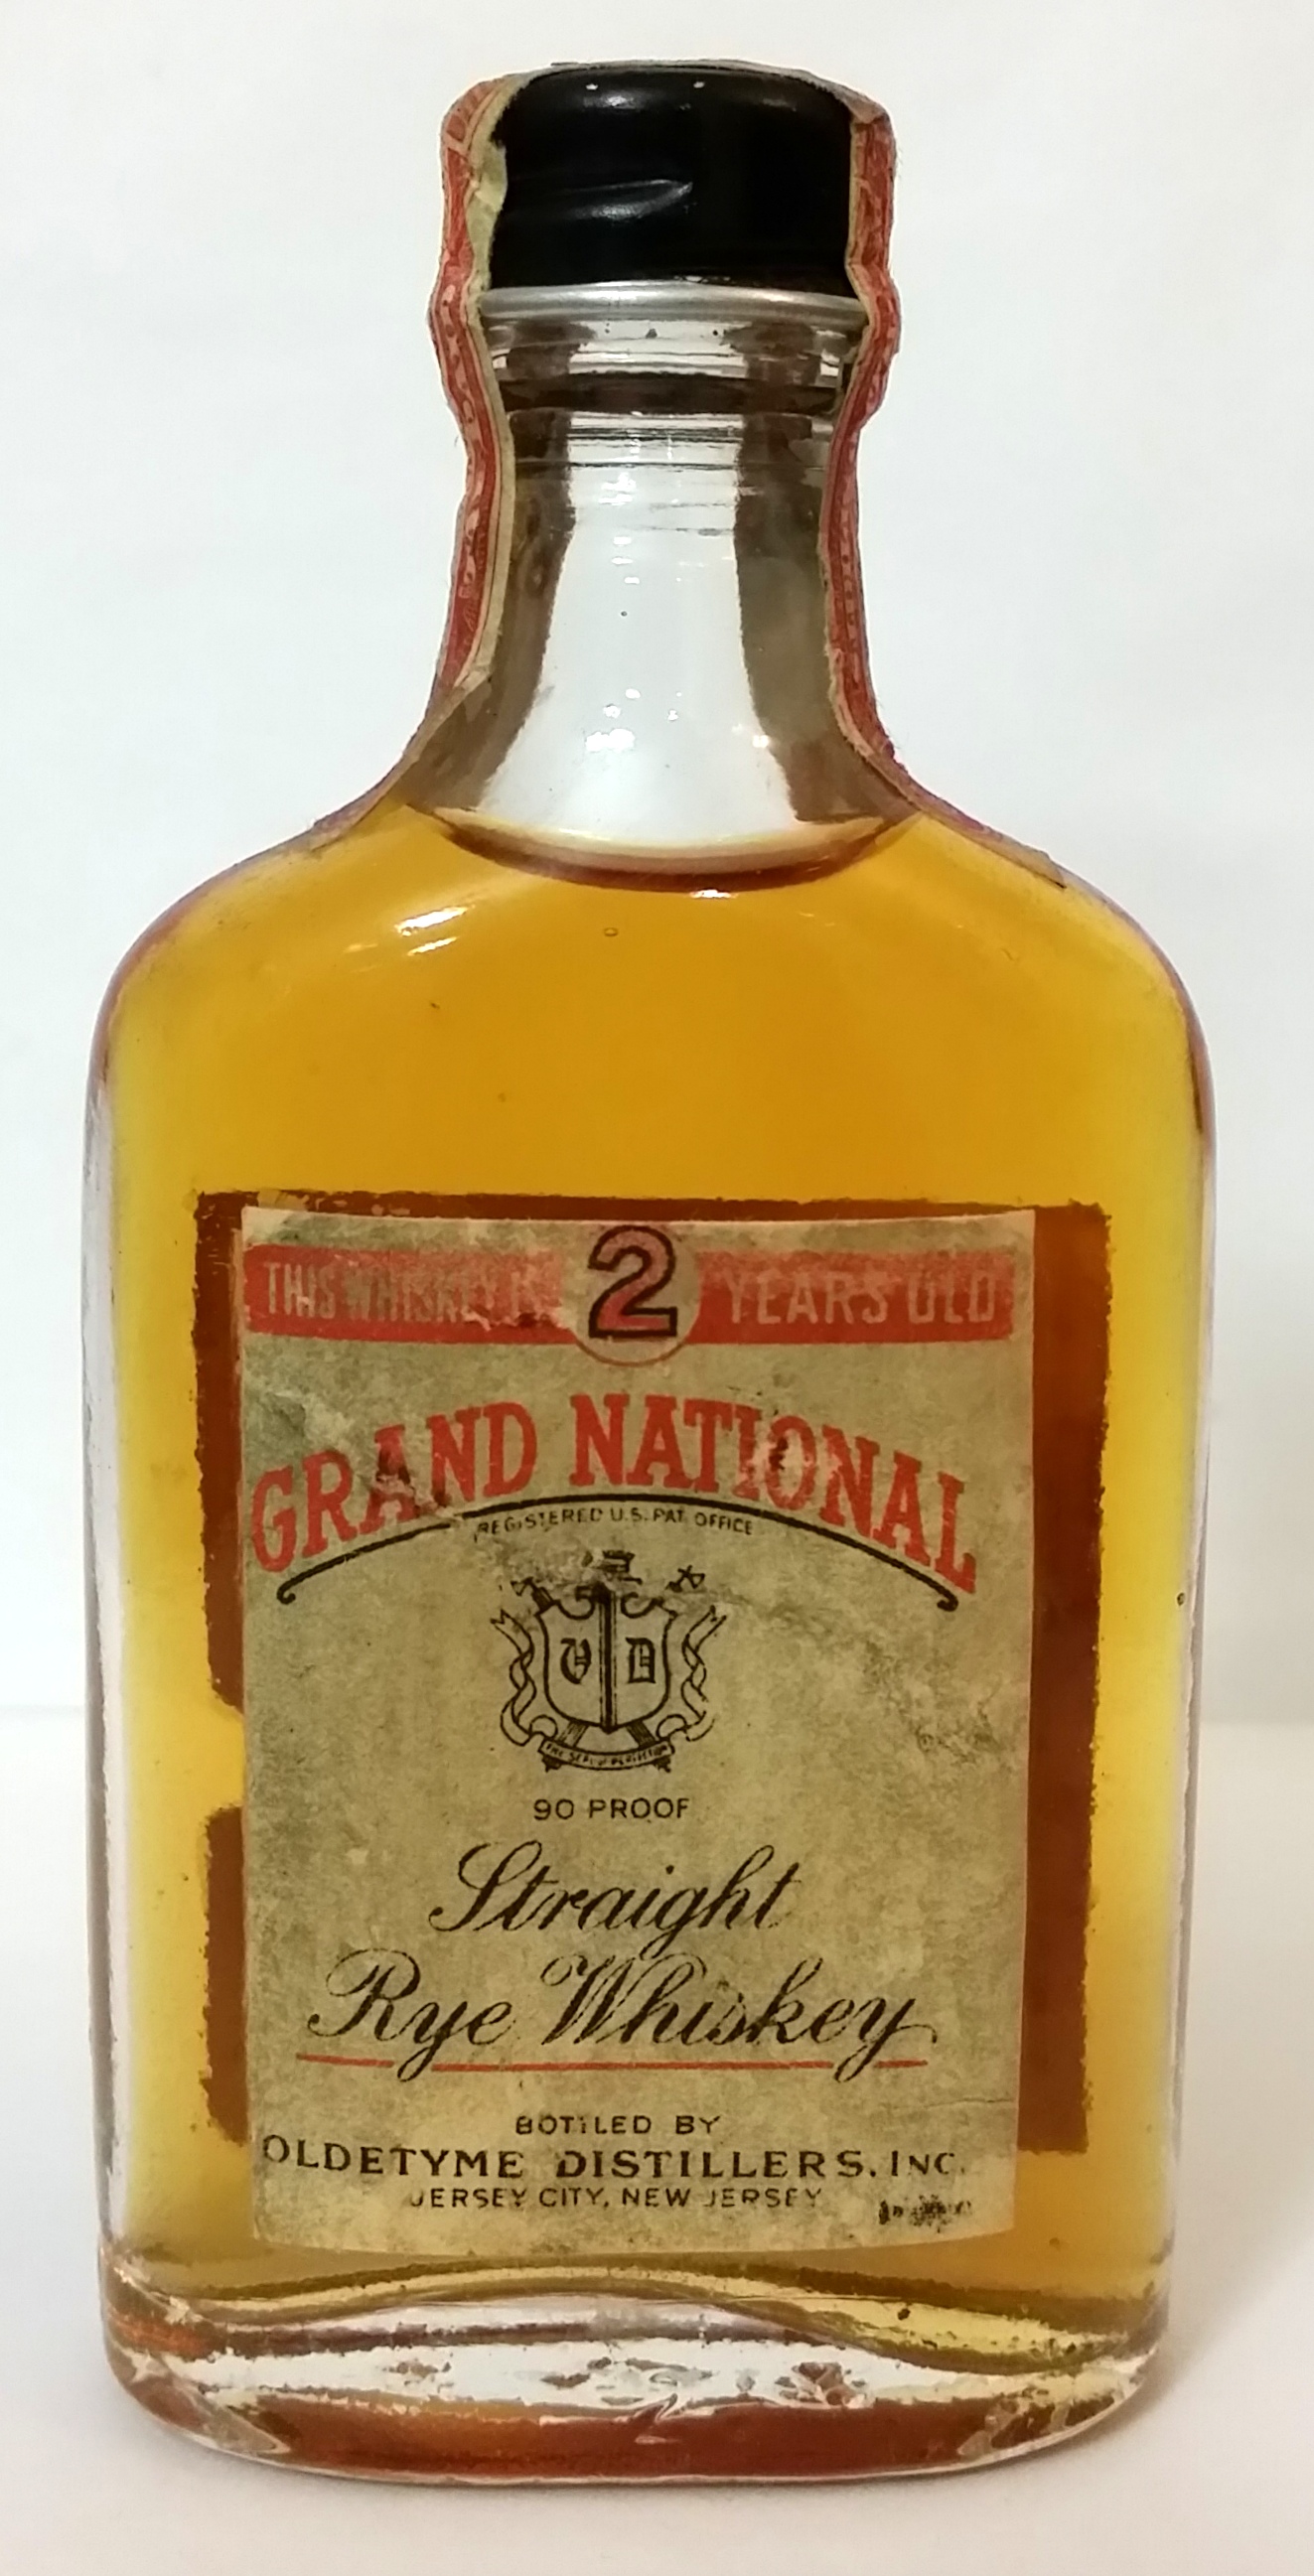 THIS WHISKEY IS 2 YEARS OLD
GRAND NATIONAL
REGISTERED U.S. PAT. OFFICE
V D
90 PROOF
Straight
Rye Whiskey
BOTTLED BY
OLDETYME DISTILLERS, INC.
JERSEY CITY, NEW JERSEY